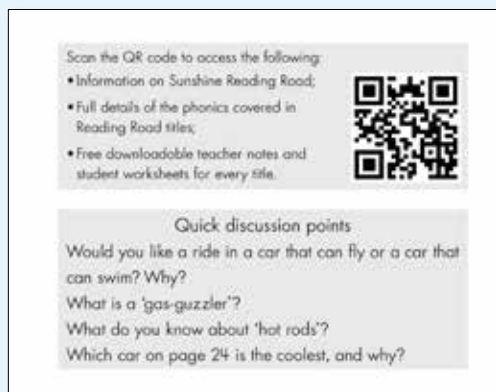 Scan the QR code to access the following:
• Information on Sunshine Reading Road;
• Full details of the phonics covered in
Reading Road titles;
• Free downloadable teacher notes and
student worksheets for every title.
Quick discussion points
Would you like a ride in a car that can fly or a car that
can swim? Why?
What is a 'gas-guzzler'?
What do you know about 'hot rods'?
Which car on page 24 is the coolest, and why?